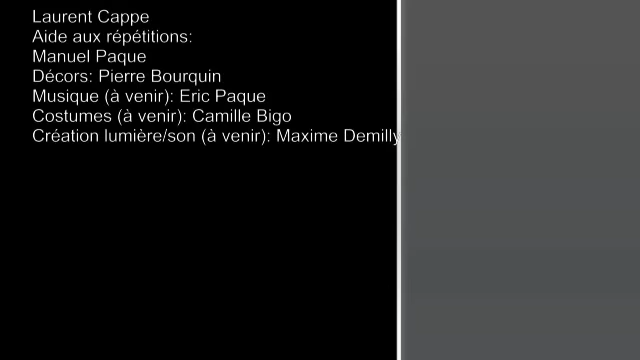 Laurent Cappe
Aide aux répétitions:
Manuel Paque
Décors: Pierre Bourquin
Musique (à venir): Eric Paque
Costumes (à venir): Camille Bigo
Création lumière/son (à venir): Maxime Demilly